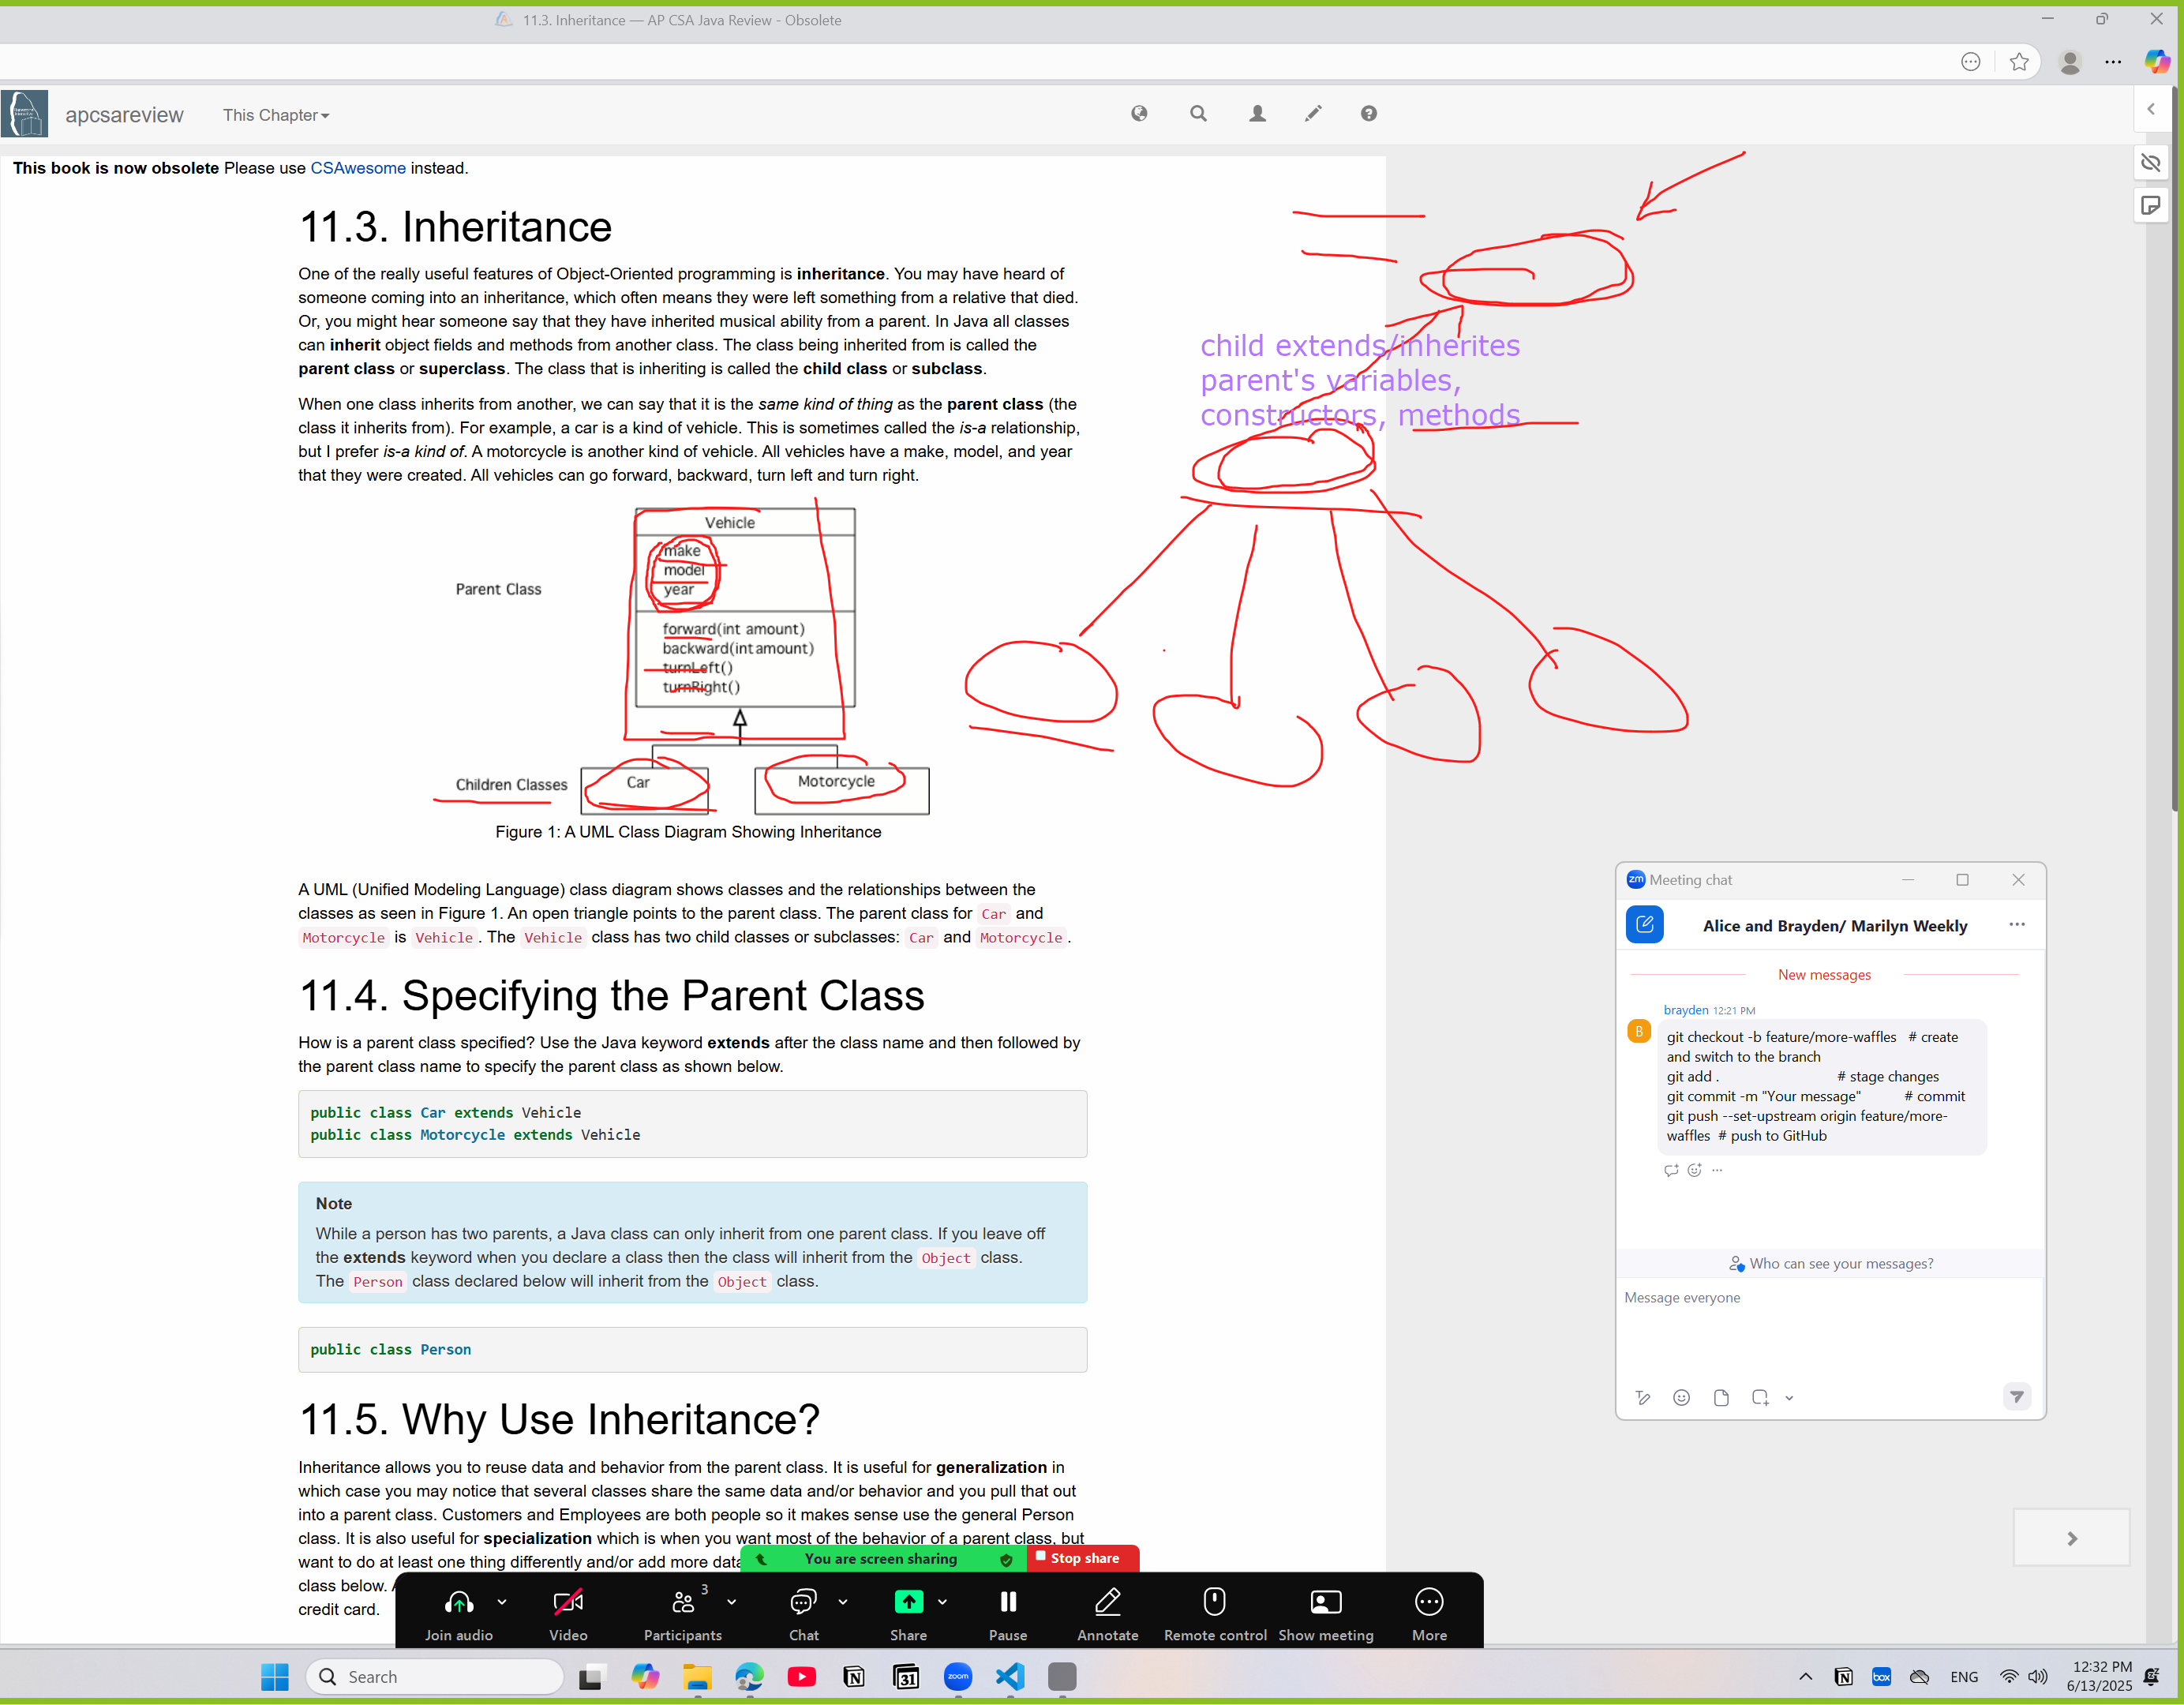 11.3. Inheritance — AP CSA Java Review - Obsolete
apcsareview
This Chapter
This book is now obsolete Please use CSAwesome instead.
11.3. Inheritance
One of the really useful features of Object-Oriented programming is inheritance. You may have heard of
someone coming into an inheritance, which often means they were left something from a relative that died.
Or, you might hear someone say that they have inherited musical ability from a parent. In Java all classes
can inherit object fields and methods from another class. The class being inherited from is called the
parent class or superclass. The class that is inheriting is called the child class or subclass.
When one class inherits from another, we can say that it is the same kind of thing as the parent class (the
class it inherits from). For example, a car is a kind of vehicle. This is sometimes called the is-a relationship,
but I prefer is-a kind of. A motorcycle is another kind of vehicle. All vehicles have a make, model, and year
that they were created. All vehicles can go forward, backward, turn left and turn right.
child extends/inherites
parent's variables,
constructors, methods
Vehicle
make
model
year
Parent Class
forward(int amount)
backward(int amount)
turnLeft()
turnRight()
Children Classes
Car
Motorcycle
Figure 1: A UML Class Diagram Showing Inheritance
A UML (Unified Modeling Language) class diagram shows classes and the relationships between the
classes as seen in Figure 1. An open triangle points to the parent class. The parent class for Car and
Motorcycle is Vehicle. The Vehicle class has two child classes or subclasses: Car and Motorcycle.
11.4. Specifying the Parent Class
How is a parent class specified? Use the Java keyword extends after the class name and then followed by
the parent class name to specify the parent class as shown below.
public class Car extends Vehicle
public class Motorcycle extends Vehicle
Note
While a person has two parents, a Java class can only inherit from one parent class. If you leave off
the extends keyword when you declare a class then the class will inherit from the Object class.
The Person class declared below will inherit from the Object class.
public class Person
11.5. Why Use Inheritance?
Inheritance allows you to reuse data and behavior from the parent class. It is useful for generalization in
which case you may notice that several classes share the same data and/or behavior and you pull that out
into a parent class. Customers and Employees are both people so it makes sense use the general Person
class. It is also useful for specialization which is when you want most of the behavior of a parent class, but
want to do at least one thing differently and/or add more data
class below.
credit card.
zm Meeting chat
Alice and Brayden/ Marilyn Weekly
New messages
brayden 12:21 PM
B
git checkout -b feature/more-waffles # create
and switch to the branch
git add . # stage changes
git commit -m "Your message" # commit
git push --set-upstream origin feature/more-
waffles # push to GitHub
Who can see your messages?
Message everyone
You are screen sharing
Stop share
3
Join audio
Video
Participants
Chat
Share
Pause
Annotate
Remote control
Show meeting
More
Search
31
zoom
box
ENG
12:32 PM
6/13/2025